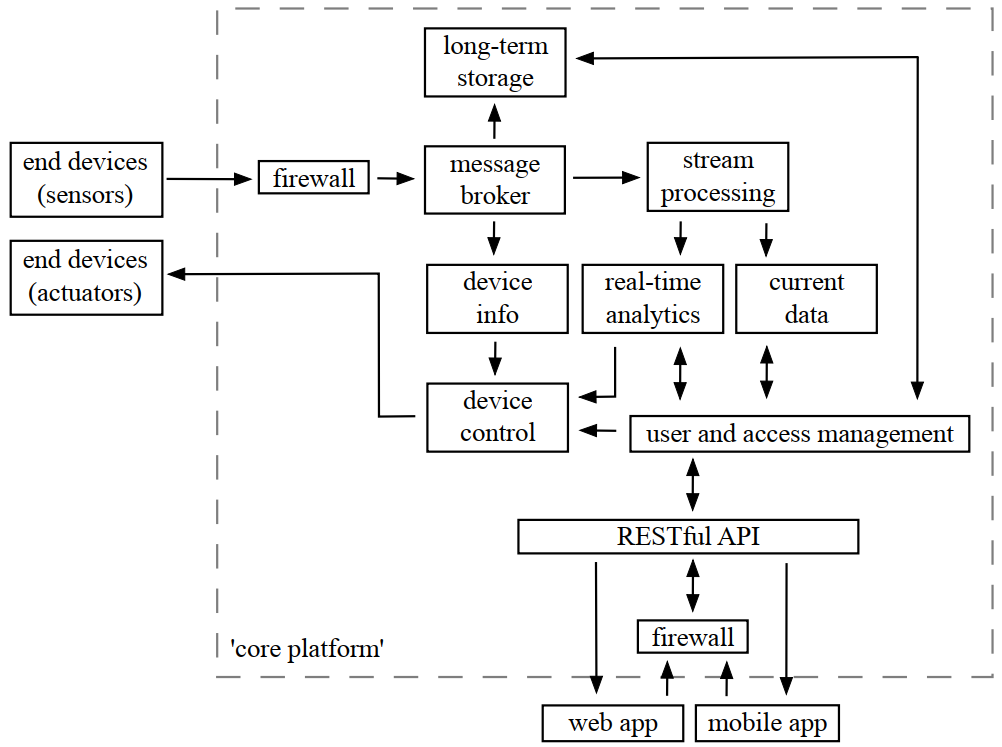 long-term
storage
end devices
(sensors)
firewall
message
broker
stream
processing
end devices
(actuators)
device
info
real-time
analytics
current
data
device
control
user and access management
RESTful API
firewall
'core platform'
web app
mobile app